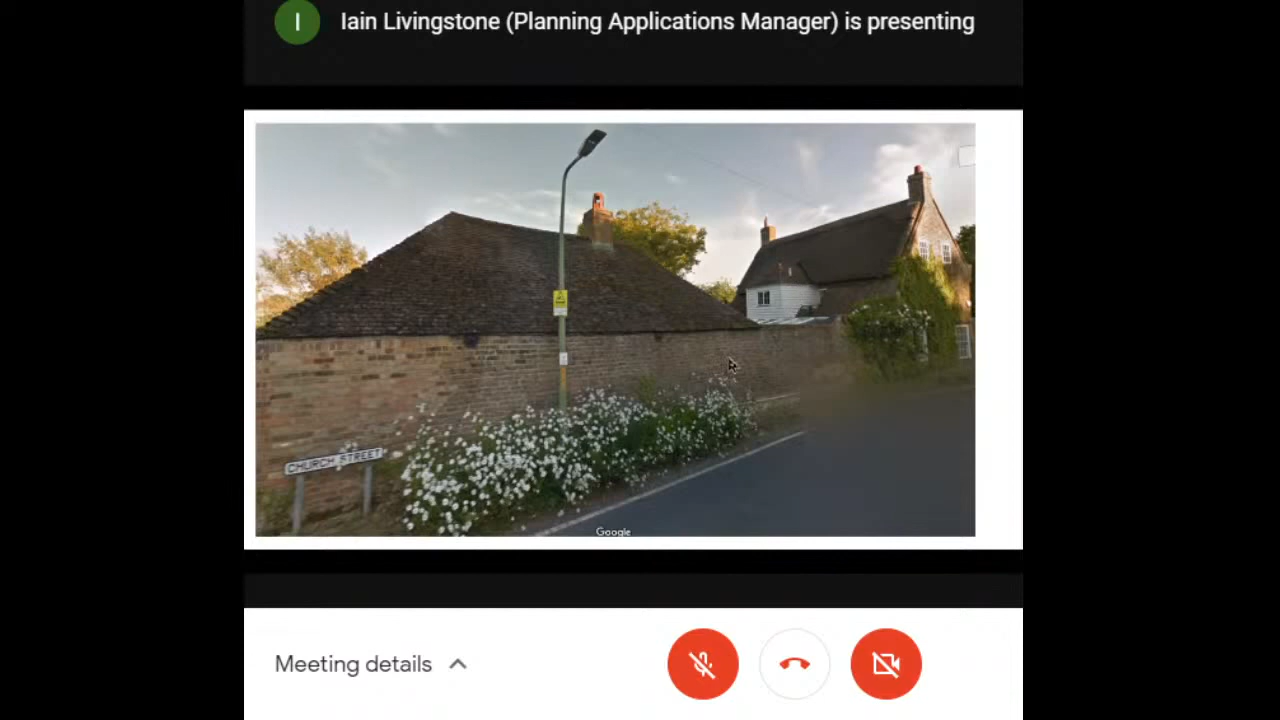 I
Iain Livingstone (Planning Applications Manager) is presenting
CHURCH STREET
Google
Meeting details